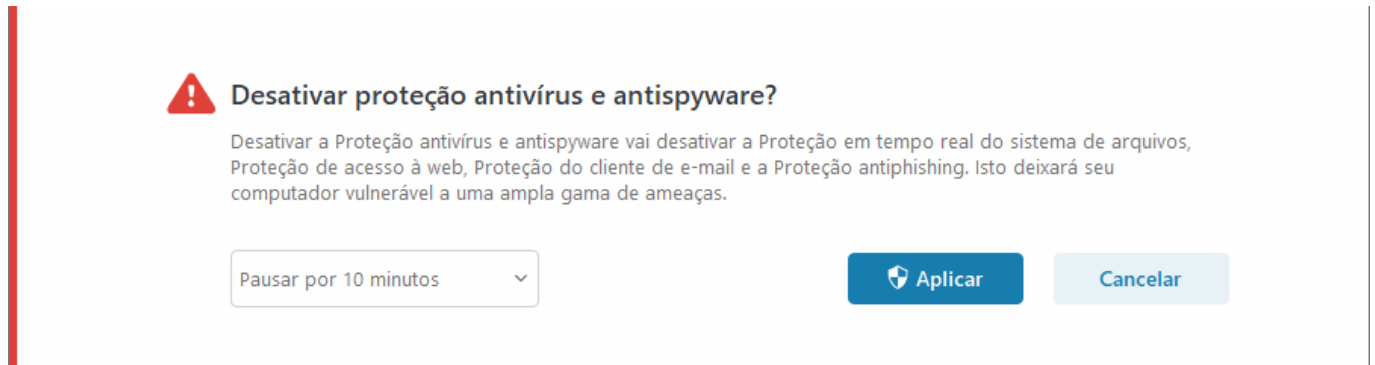 Desativar proteção antivírus e antispyware?
Desativar a Proteção antivírus e antispyware vai desativar a Proteção em tempo real do sistema de arquivos,
Proteção de acesso à web, Proteção do cliente de e-mail e a Proteção antiphishing. Isto deixará seu
computador vulnerável a uma ampla gama de ameaças.
Pausar por 10 minutos
Aplicar
Cancelar